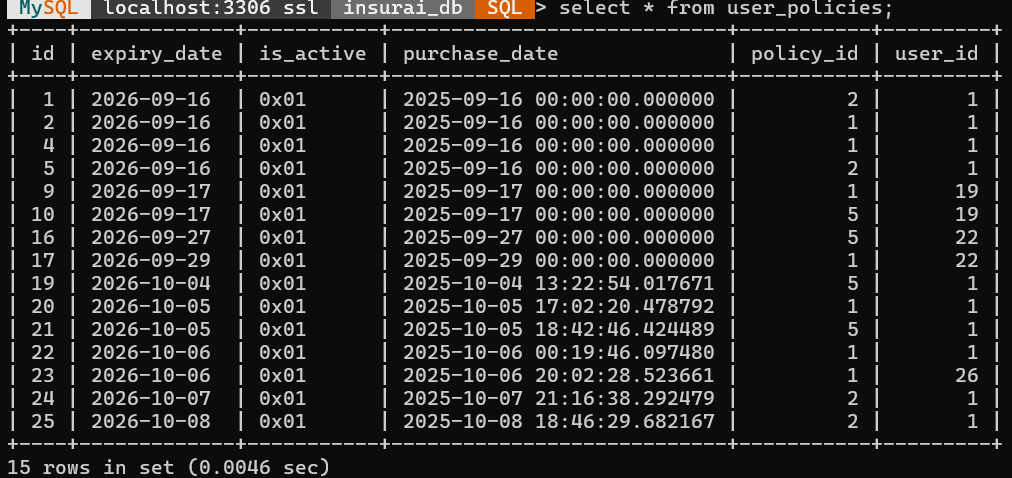 MySQL localhost:3306 ssl insurai_db SQL> select * from user_policies;
+----+-------------+-----------+----------------------------+-----------+---------+
| id | expiry_date | is_active | purchase_date              | policy_id | user_id |
+----+-------------+-----------+----------------------------+-----------+---------+
|  1 | 2026-09-16  | 0x01      | 2025-09-16 00:00:00.000000 |         2 |       1 |
|  2 | 2026-09-16  | 0x01      | 2025-09-16 00:00:00.000000 |         1 |       1 |
|  4 | 2026-09-16  | 0x01      | 2025-09-16 00:00:00.000000 |         1 |       1 |
|  5 | 2026-09-16  | 0x01      | 2025-09-16 00:00:00.000000 |         2 |       1 |
|  9 | 2026-09-17  | 0x01      | 2025-09-17 00:00:00.000000 |         1 |      19 |
| 10 | 2026-09-17  | 0x01      | 2025-09-17 00:00:00.000000 |         5 |      19 |
| 16 | 2026-09-27  | 0x01      | 2025-09-27 00:00:00.000000 |         5 |      22 |
| 17 | 2026-09-29  | 0x01      | 2025-09-29 00:00:00.000000 |         1 |      22 |
| 19 | 2026-10-04  | 0x01      | 2025-10-04 13:22:54.017671 |         5 |       1 |
| 20 | 2026-10-05  | 0x01      | 2025-10-05 17:02:20.478792 |         1 |       1 |
| 21 | 2026-10-05  | 0x01      | 2025-10-05 18:42:46.424489 |         5 |       1 |
| 22 | 2026-10-06  | 0x01      | 2025-10-06 00:19:46.097480 |         1 |       1 |
| 23 | 2026-10-06  | 0x01      | 2025-10-06 20:02:28.523661 |         1 |      26 |
| 24 | 2026-10-07  | 0x01      | 2025-10-07 21:16:38.292479 |         2 |       1 |
| 25 | 2026-10-08  | 0x01      | 2025-10-08 18:46:29.682167 |         2 |       1 |
+----+-------------+-----------+----------------------------+-----------+---------+
15 rows in set (0.0046 sec)